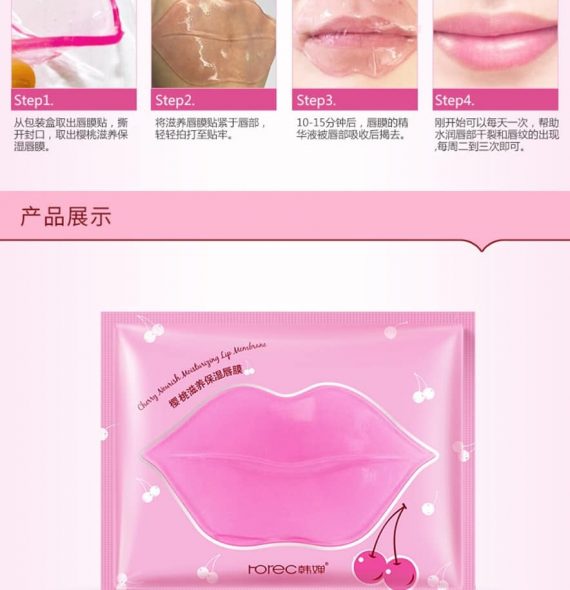 Step1.
从包装盒取出唇膜贴，撕
开封口，取出樱桃滋养保
湿唇膜。
Step2.
将滋养唇膜贴紧于唇部，
轻轻拍打至贴牢。
Step3.
10-15分钟后，唇膜的精
华液被唇部吸收后揭去。
Step4.
刚开始可以每天一次，帮助
水润唇部干裂和唇纹的出现
,每周二到三次即可。
产品展示
Cherry Nourish Moisturizing Lip Membrane
樱桃滋养保湿唇膜
rorec韩婵®